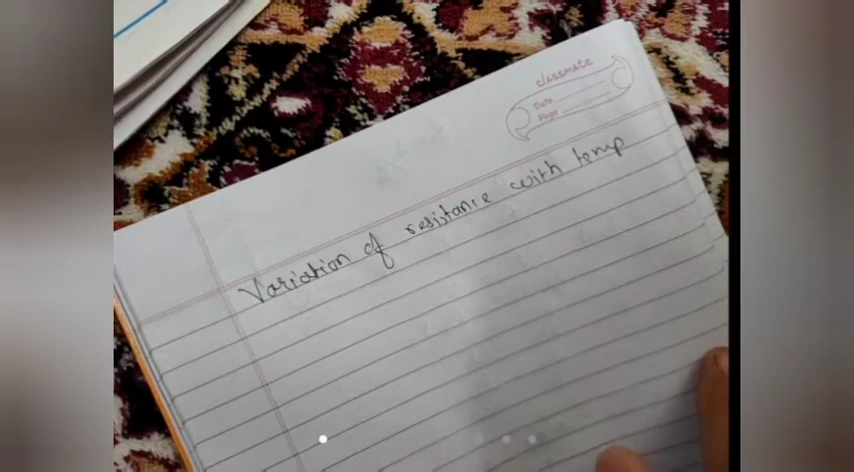 classmate
Date
Page
Variation of resistance with temp